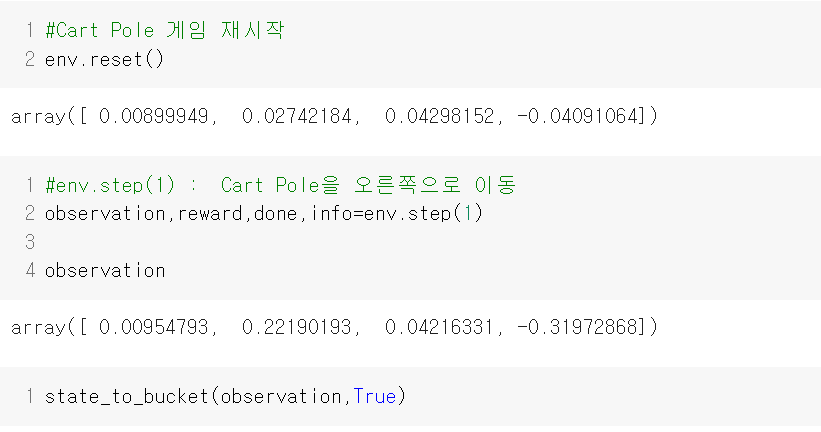 1 #Cart Pole 게임 재시작
2 env.reset()
array([ 0.00899949,  0.02742184,  0.04298152, -0.04091064])
1 #env.step(1) :  Cart Pole을 오른쪽으로 이동
2 observation,reward,done,info=env.step(1)
3
4 observation
array([ 0.00954793,  0.22190193,  0.04216331, -0.31972868])
1 state_to_bucket(observation,True)